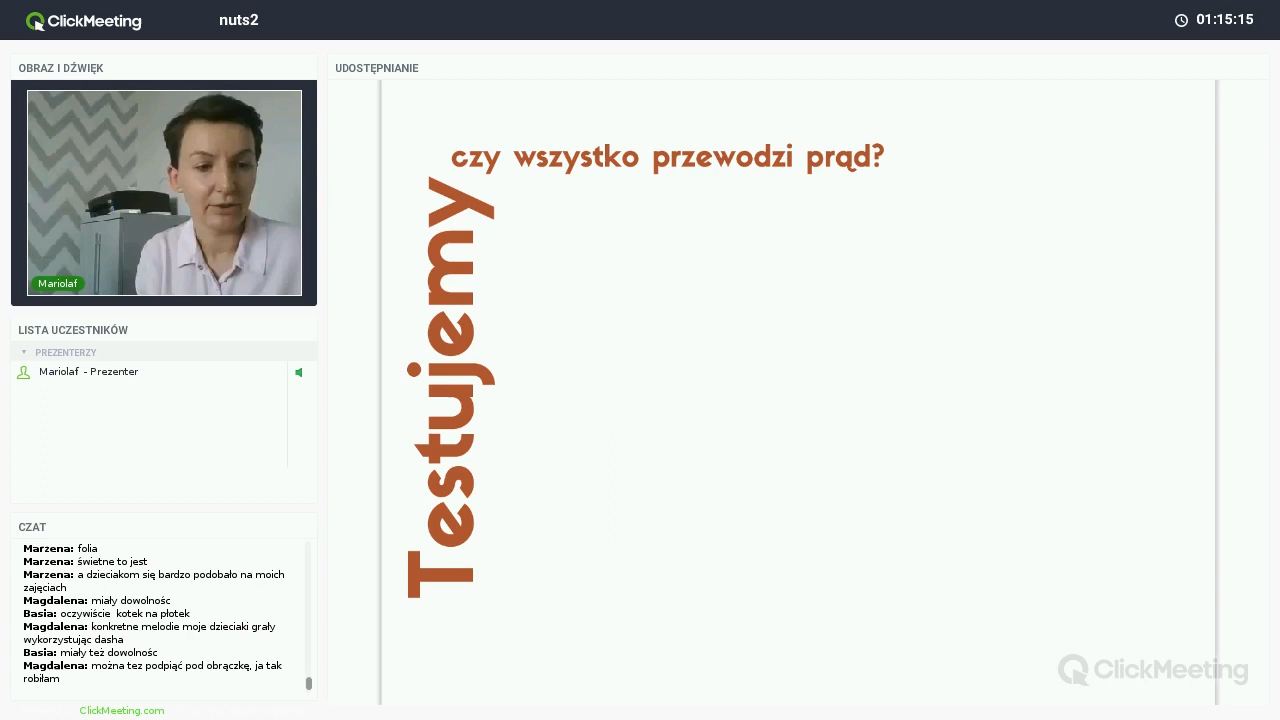 ClickMeeting
nuts2
01:15:15
OBRAZ I DŹWIĘK
Mariolaf
LISTA UCZESTNIKÓW
PREZENTERZY
Mariolaf - Prezenter
CZAT
Marzena: folia
Marzena: świetne to jest
Marzena: a dzieciakom się bardzo podobało na moich
zajęciach
Magdalena: miały dowolnośc
Basia: oczywiście kotek na płotek
Magdalena: konkretne melodie moje dzieciaki grały
wykorzystując dasha
Basia: miały też dowolnośc
Magdalena: można tez podpiąć pod obrączkę, ja tak
robiłam
ClickMeeting.com
UDOSTĘPNIANIE
czy wszystko przewodzi prąd?
Testujemy
ClickMeeting